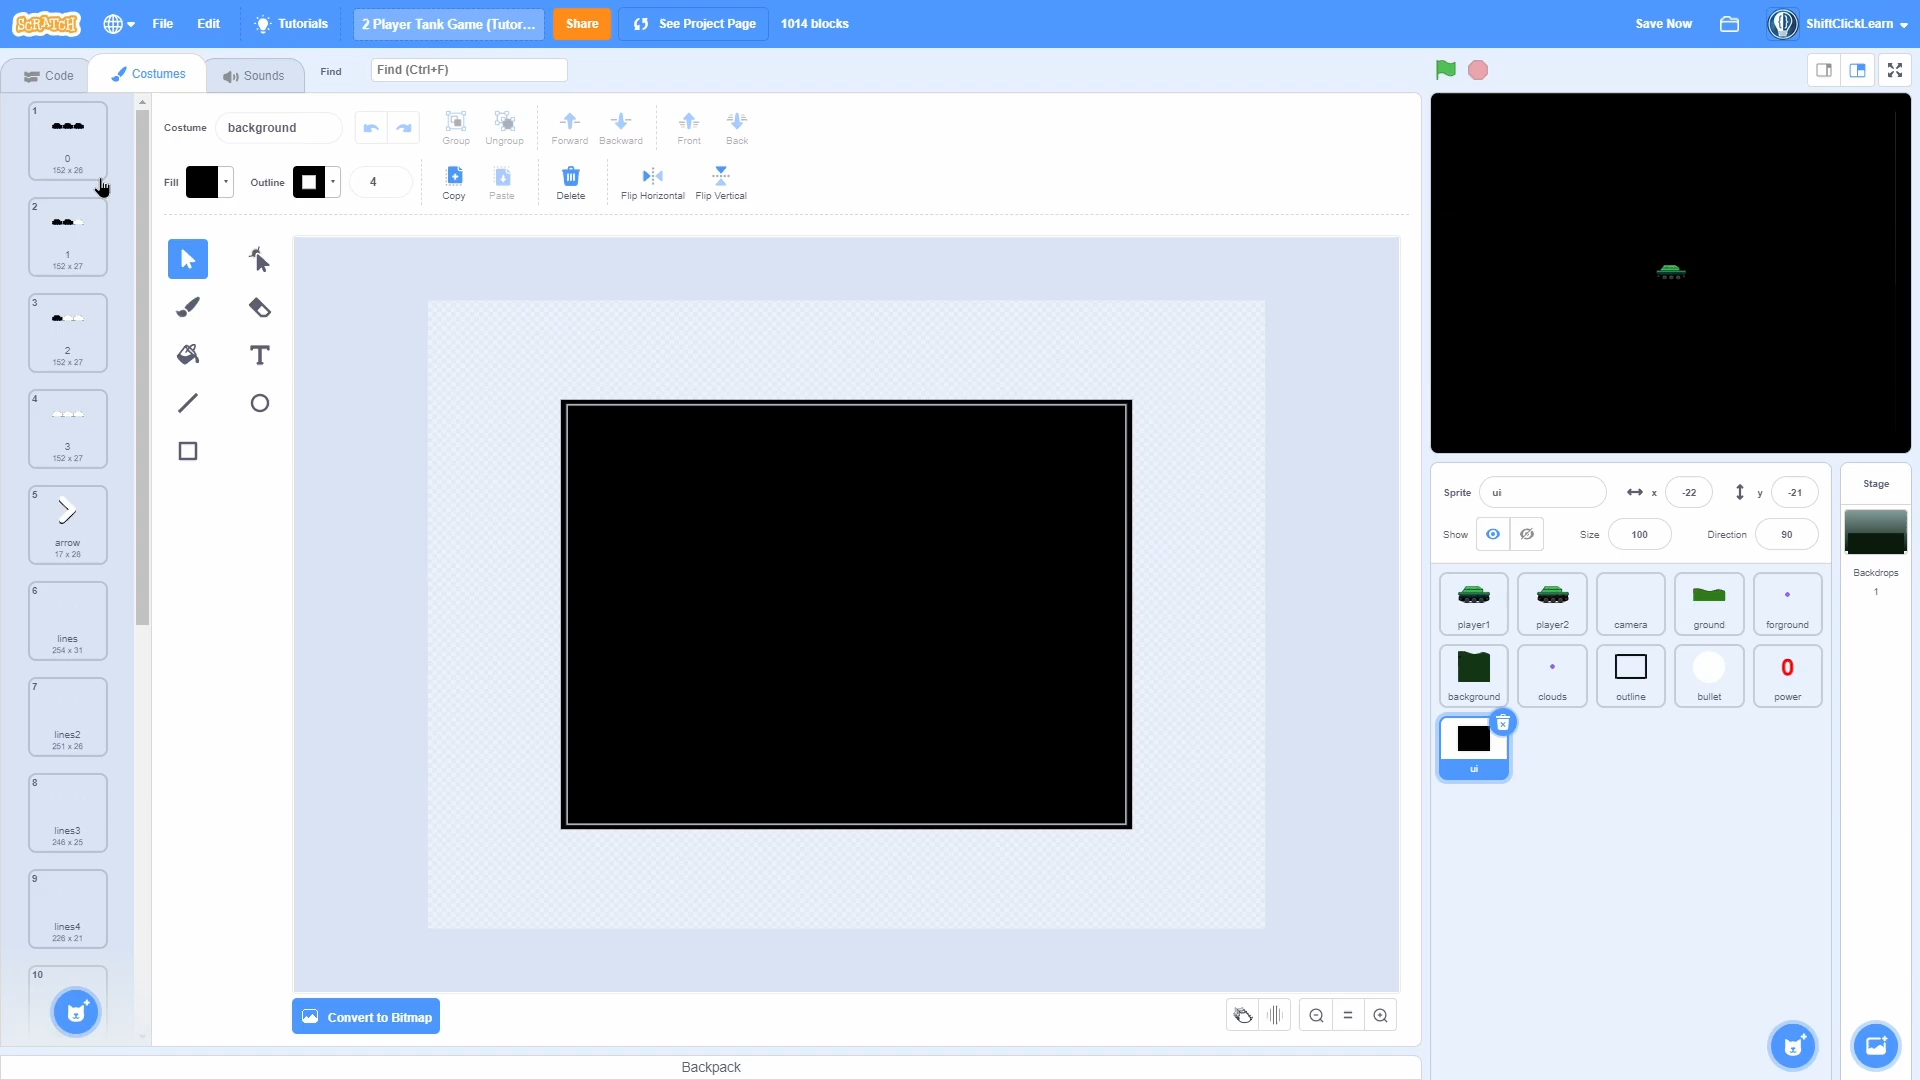 SCRATCH
File
Edit
Tutorials
2 Player Tank Game (Tutor...
Share
See Project Page
1014 blocks
Save Now
ShiftClickLearn
Code
Costumes
Sounds
Find
Find (Ctrl+F)
1
0
152 x 26
2
1
152 x 27
3
2
152 x 27
4
3
152 x 27
5
arrow
17 x 28
6
lines
254 x 31
7
lines2
251 x 26
8
lines3
246 x 25
9
lines4
226 x 21
10
Costume
background
Group
Ungroup
Forward
Backward
Front
Back
Fill
Outline
4
Copy
Paste
Delete
Flip Horizontal
Flip Vertical
Convert to Bitmap
Backpack
Sprite
ui
x
-22
y
-21
Show
Size
100
Direction
90
Stage
Backdrops
1
player1
player2
camera
ground
forground
background
clouds
outline
bullet
0
power
ui